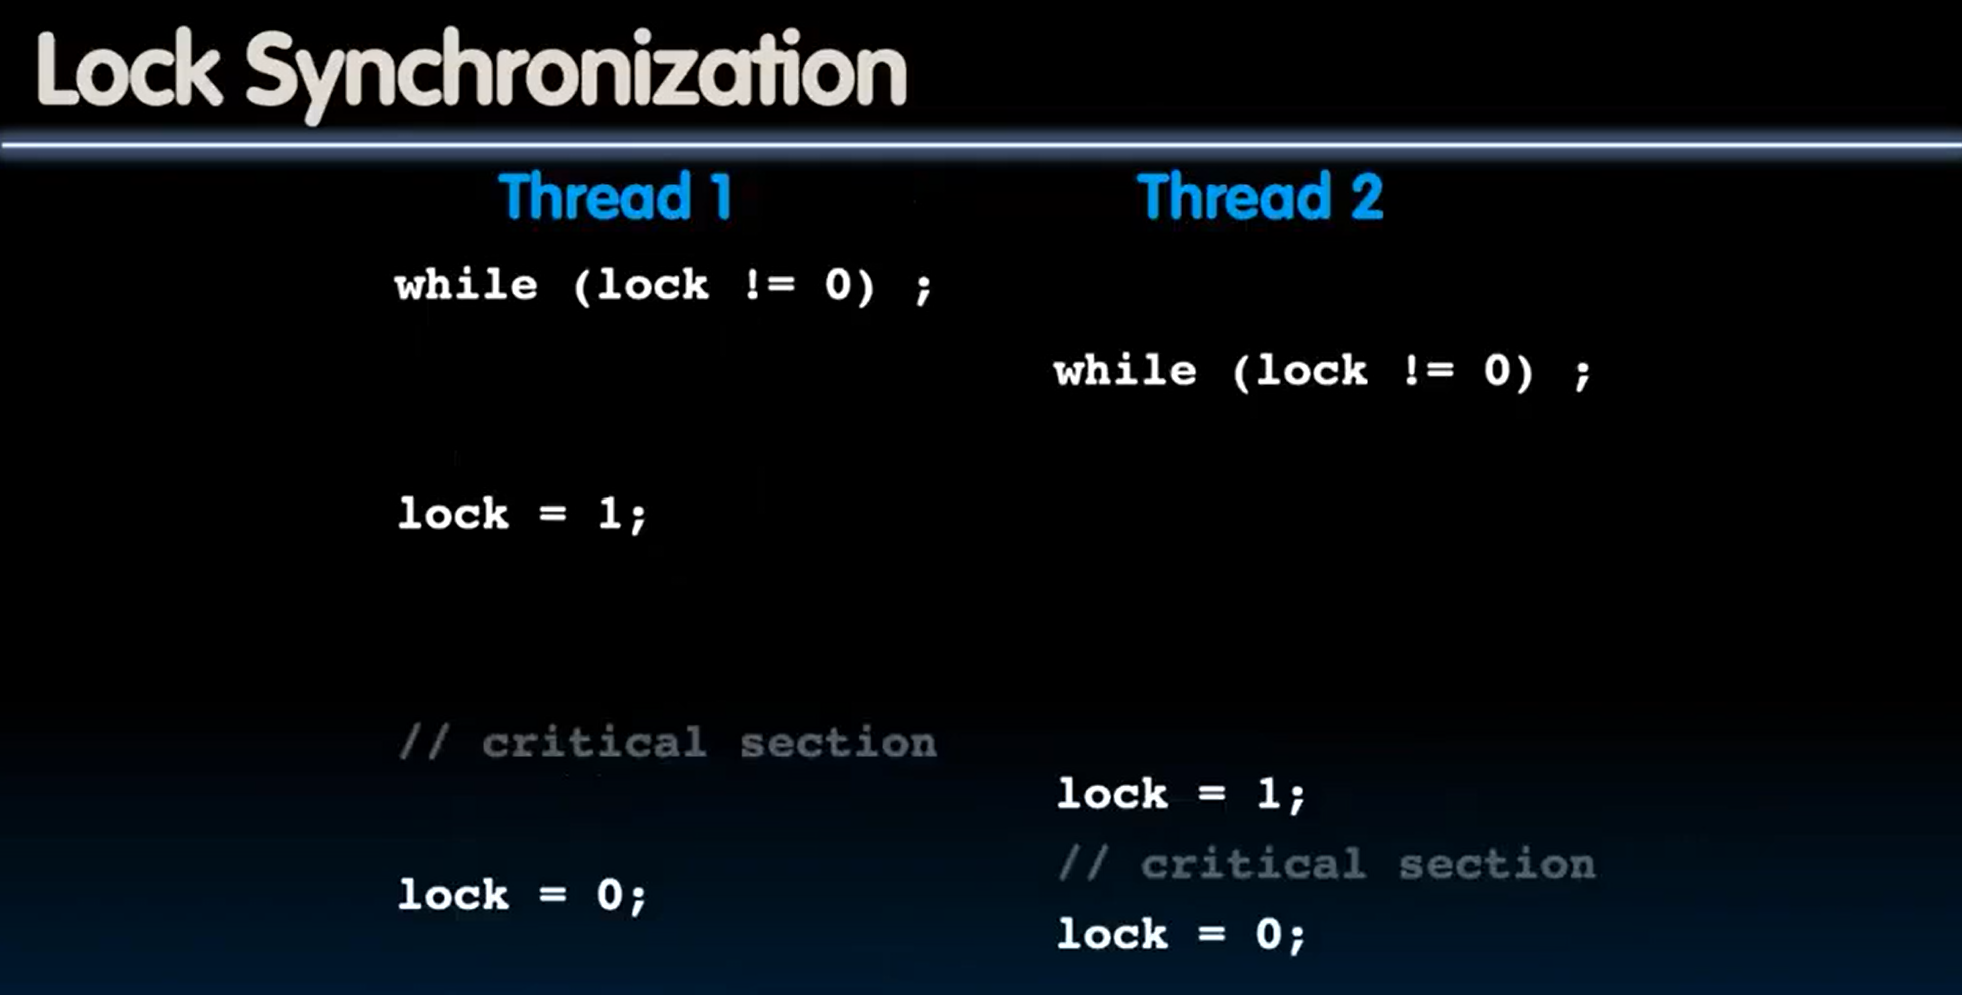 Lock Synchronization
Thread 1 Thread 2
while (lock != 0) ;
while (lock != 0) ;
lock = 1;
// critical section
lock = 1;
// critical section
lock = 0;
lock = 0;